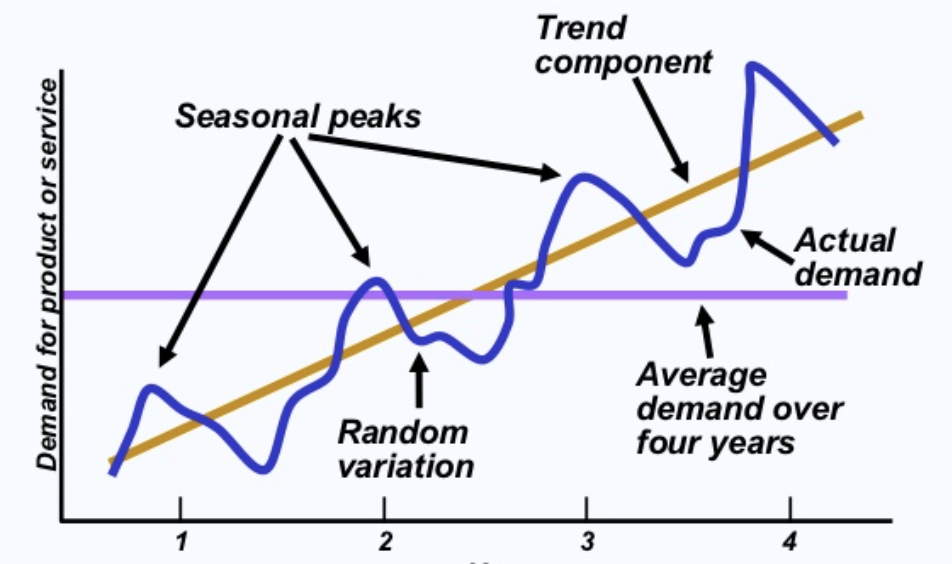 Trend
component
Seasonal peaks
Demand for product or service
Actual
demand
Average
demand over
four years
Random
variation
1
2
3
4